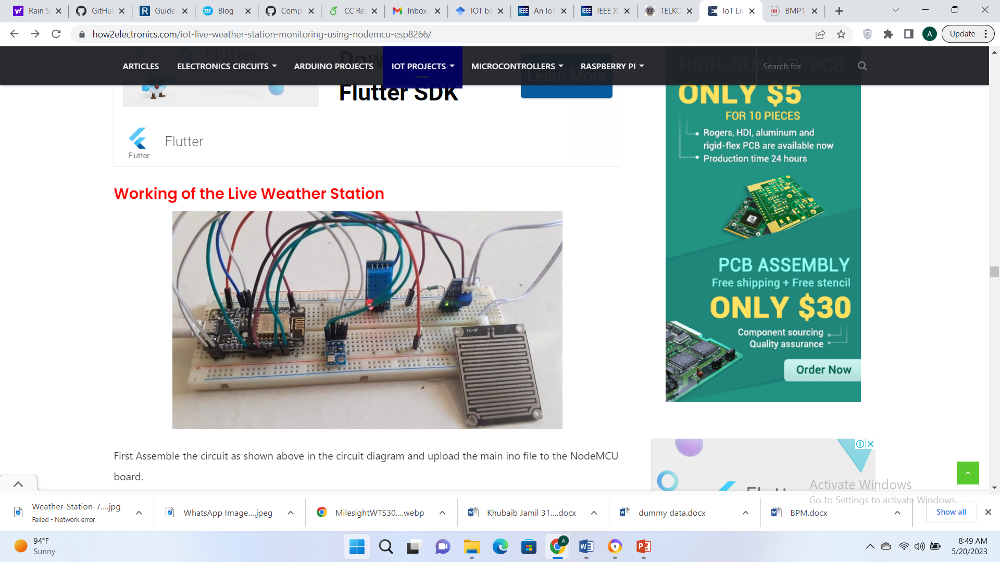 Rain S
GitHu
Guide
Blog -
Comp
CC Re
Inbox
IOT ba
An IoT
IEEE X
TELKO
IoT Liv
BMP1
how2electronics.com/iot-live-weather-station-monitoring-using-nodemcu-esp8266/
A
Update
ARTICLES
ELECTRONICS CIRCUITS
ARDUINO PROJECTS
IOT PROJECTS
MICROCONTROLLERS
RASPBERRY PI
Search for
HIGH-QU
PCB
Flutter
Learn More
Flutter SDK
Flutter
Flutter
ONLY $5
FOR 10 PIECES
Rogers, HDI, aluminum and
rigid-flex PCB are available now
Production time 24 hours
Working of the Live Weather Station
FC-37
PCB ASSEMBLY
Free shipping + Free stencil
ONLY $30
Component sourcing
Quality assurance
Order Now
First Assemble the circuit as shown above in the circuit diagram and upload the main ino file to the NodeMCU
board.
Activate Windows
Go to Settings to activate Windows.
Weather-Station-7....jpg
Failed - Network error
WhatsApp Image....jpeg
MilesightWTS30....webp
Khubaib Jamil 31....docx
dummy data.docx
BPM.docx
Show all
94°F
Sunny
8:49 AM
5/20/2023